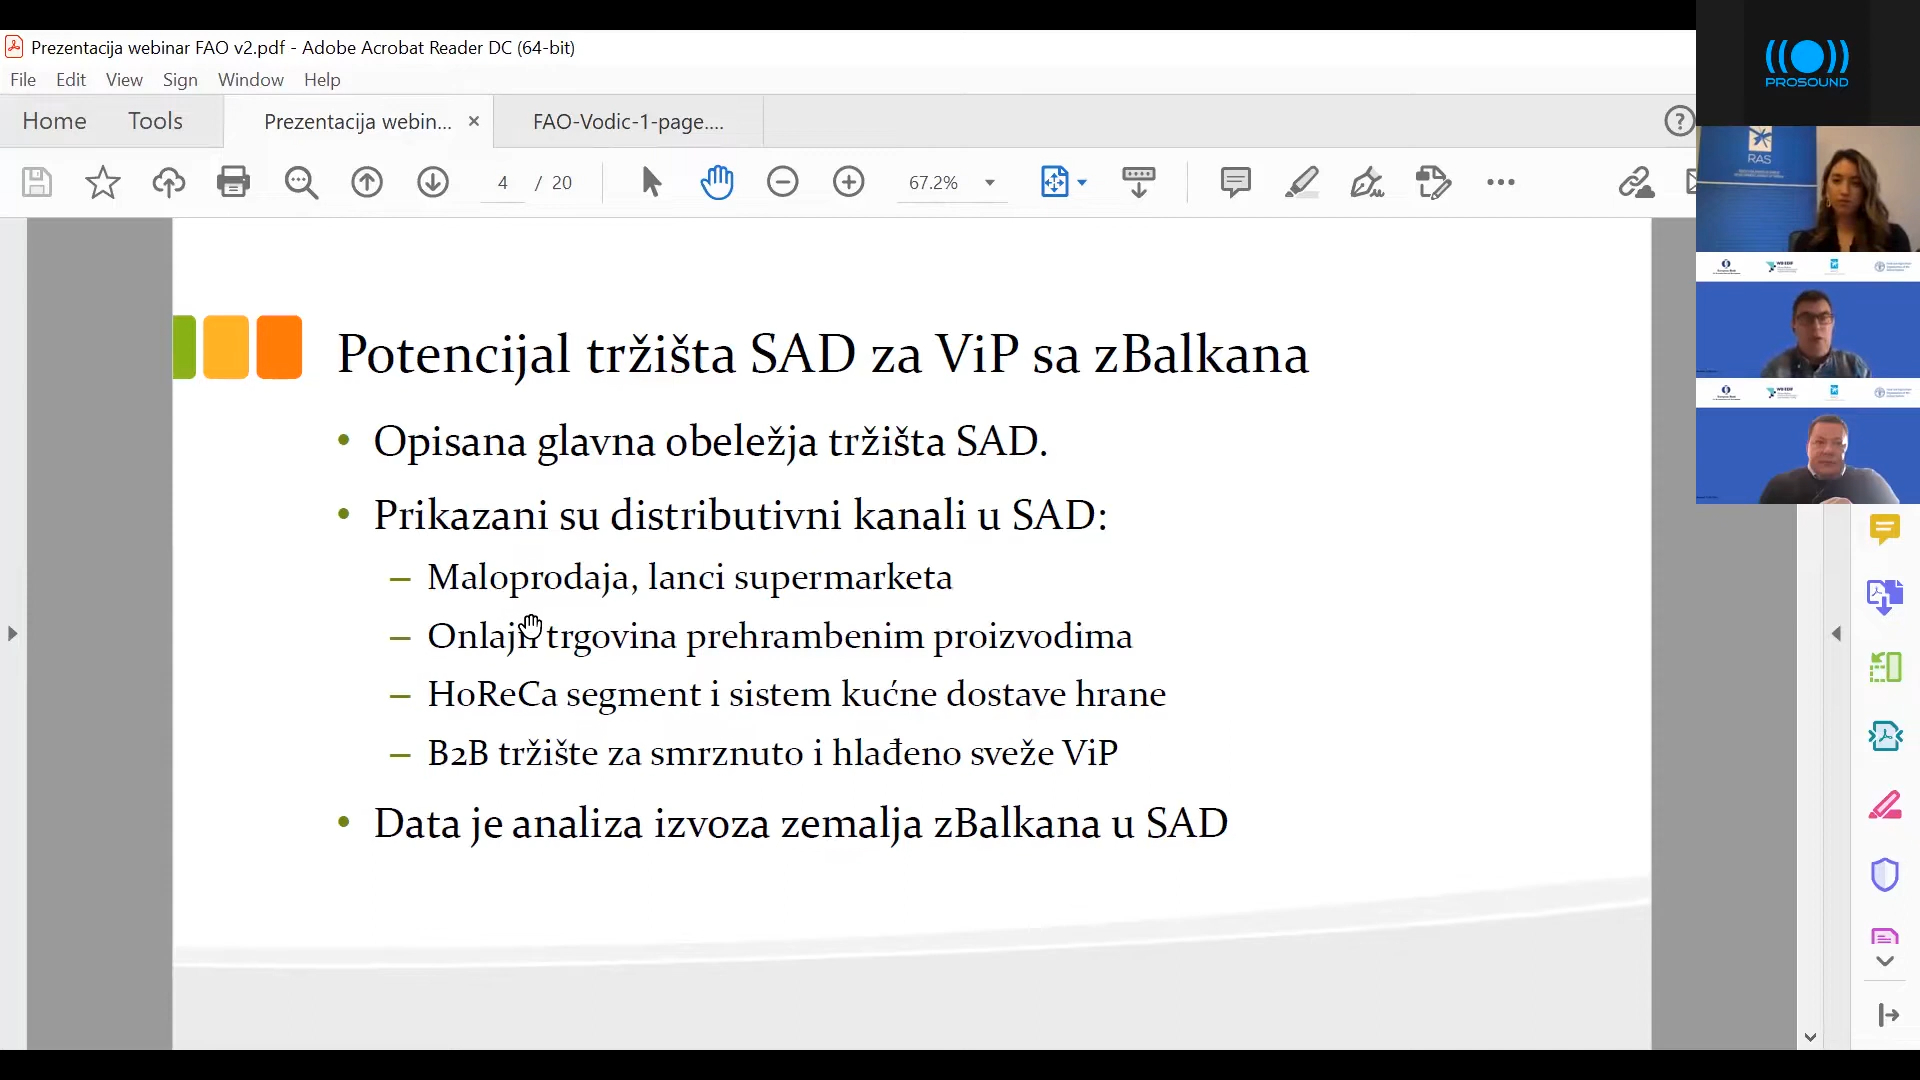 Prezentacija webinar FAO v2.pdf - Adobe Acrobat Reader DC (64-bit)
File Edit View Sign Window Help
Home Tools Prezentacija webin... × FAO-Vodic-1-page....
4 / 20 67.2%
Potencijal tržišta SAD za ViP sa zBalkana
• Opisana glavna obeležja tržišta SAD.
• Prikazani su distributivni kanali u SAD:
– Maloprodaja, lanci supermarketa
– Onlajn trgovina prehrambenim proizvodima
– HoReCa segment i sistem kućne dostave hrane
– B2B tržište za smrznuto i hlađeno sveže ViP
• Data je analiza izvoza zemalja zBalkana u SAD
PROSOUND
RAS